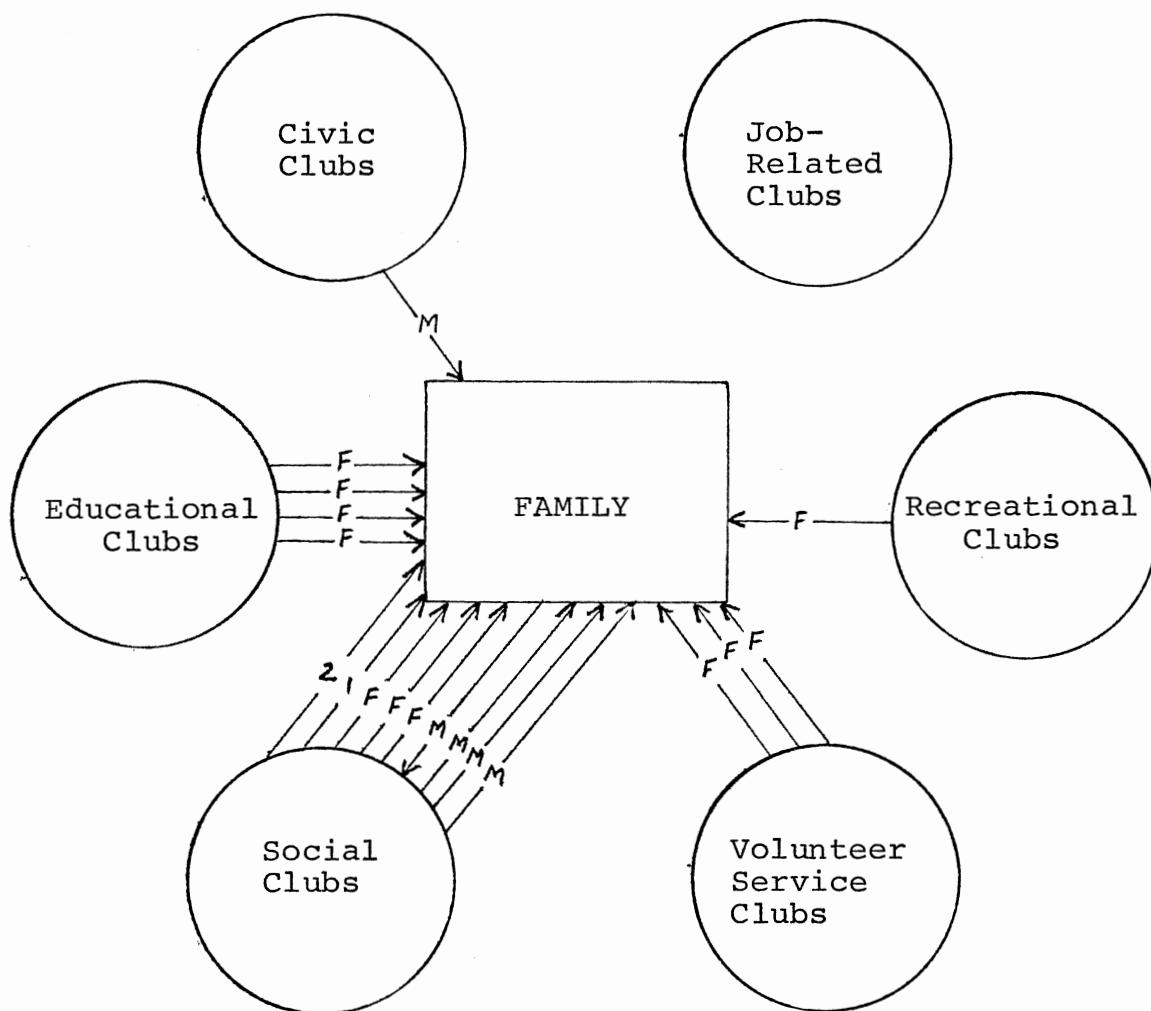 Civic
Clubs
Job-
Related
Clubs
M
F
F
F
F
Educational
Clubs
FAMILY
F
Recreational
Clubs
2
1
F
F
F
M
M
M
M
F
F
F
Social
Clubs
Volunteer
Service
Clubs